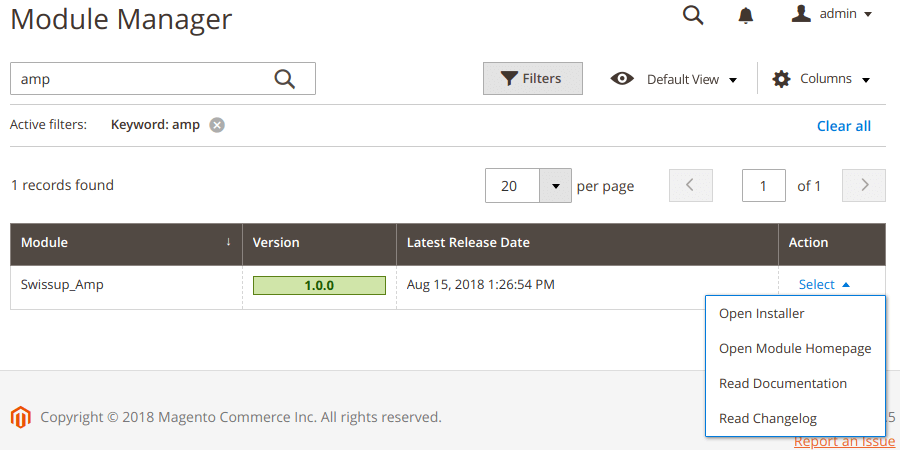 Module Manager
admin
amp
Filters
Default View
Columns
Active filters: Keyword: amp
Clear all
1 records found
20 per page
1 of 1
Module ↓ Version Latest Release Date Action
Swissup_Amp 1.0.0 Aug 15, 2018 1:26:54 PM Select
Open Installer
Open Module Homepage
Read Documentation
Read Changelog
Copyright © 2018 Magento Commerce Inc. All rights reserved.
5
Report an Issue